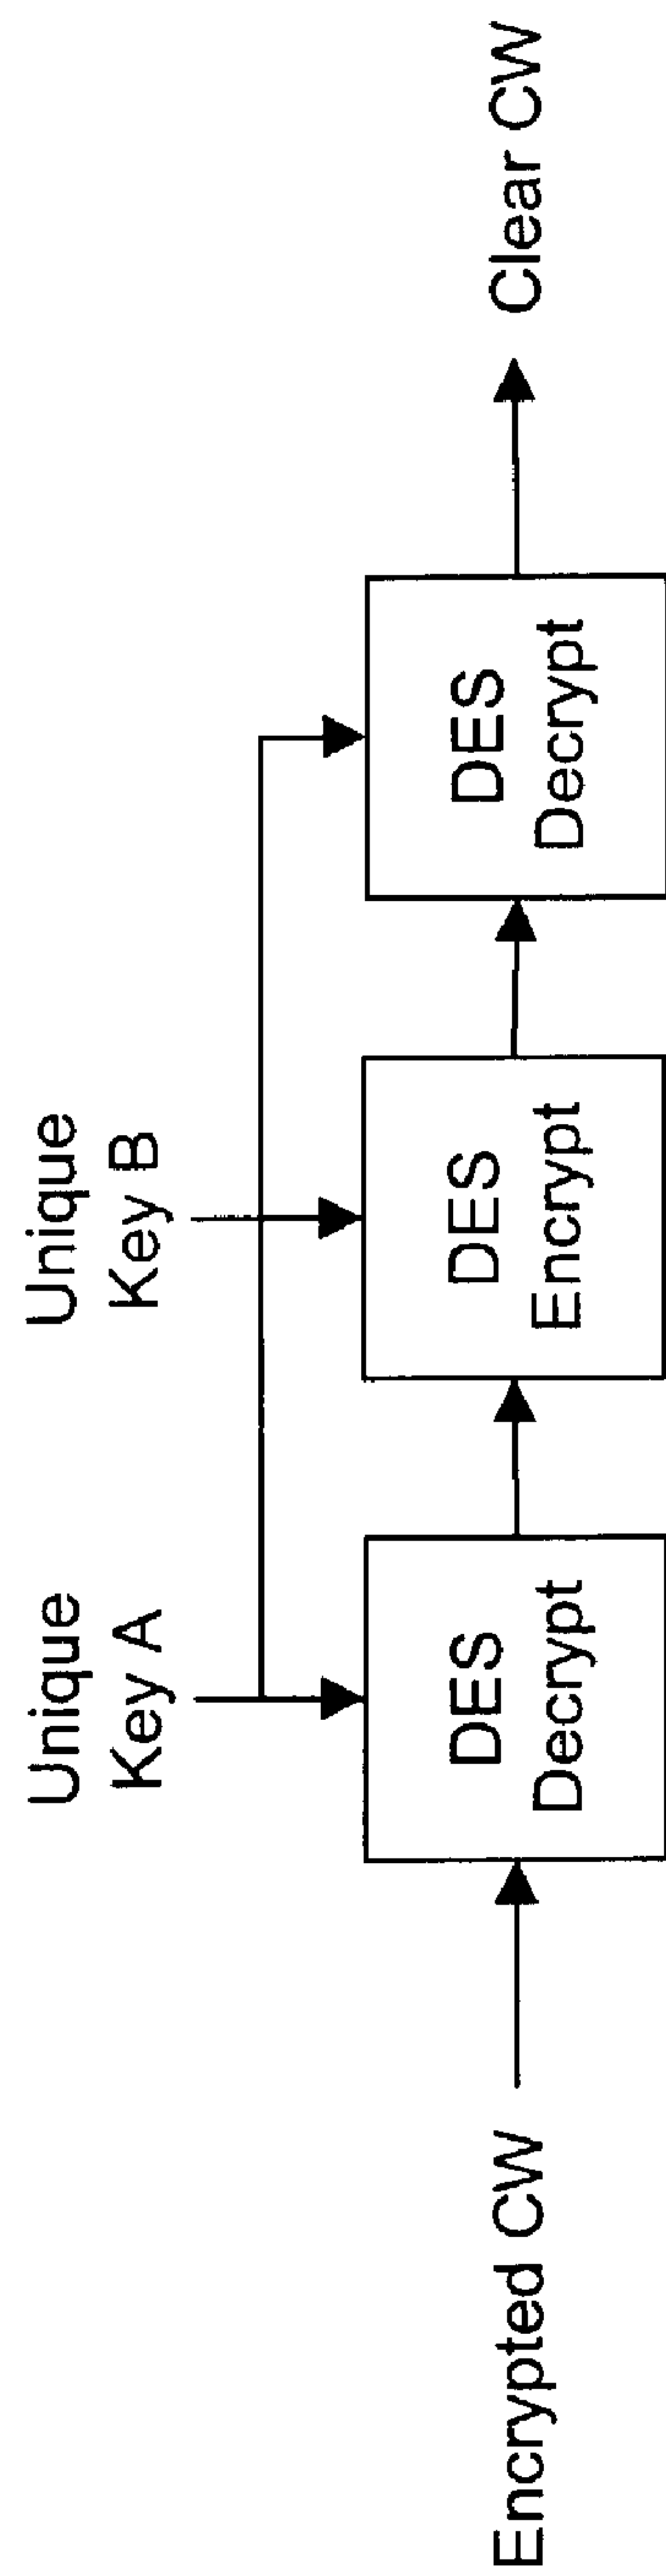 Unique
Key A
Unique
Key B
Encrypted CW
DES
Decrypt
DES
Encrypt
DES
Decrypt
Clear CW